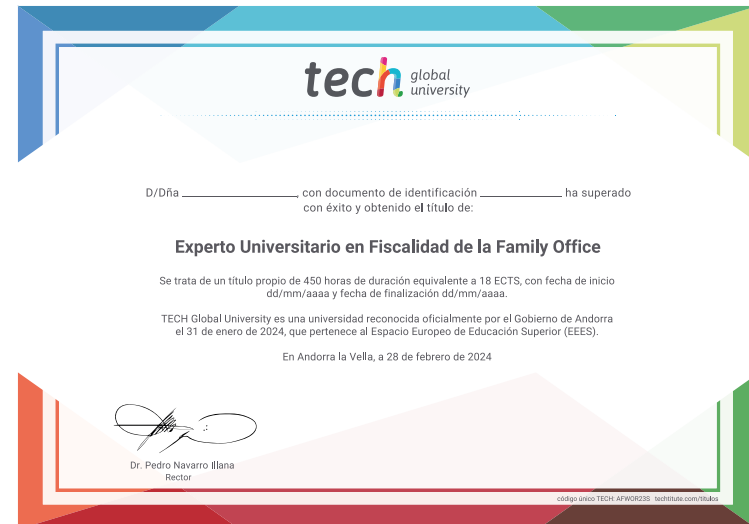 tech global university
D/Dña ____________________, con documento de identificación ______________ ha superado
con éxito y obtenido el título de:
Experto Universitario en Fiscalidad de la Family Office
Se trata de un título propio de 450 horas de duración equivalente a 18 ECTS, con fecha de inicio
dd/mm/aaaa y fecha de finalización dd/mm/aaaa.
TECH Global University es una universidad reconocida oficialmente por el Gobierno de Andorra
el 31 de enero de 2024, que pertenece al Espacio Europeo de Educación Superior (EEES).
En Andorra la Vella, a 28 de febrero de 2024
Dr. Pedro Navarro Illana
Rector
código único TECH: AFWOR23S techtitute.com/titulos